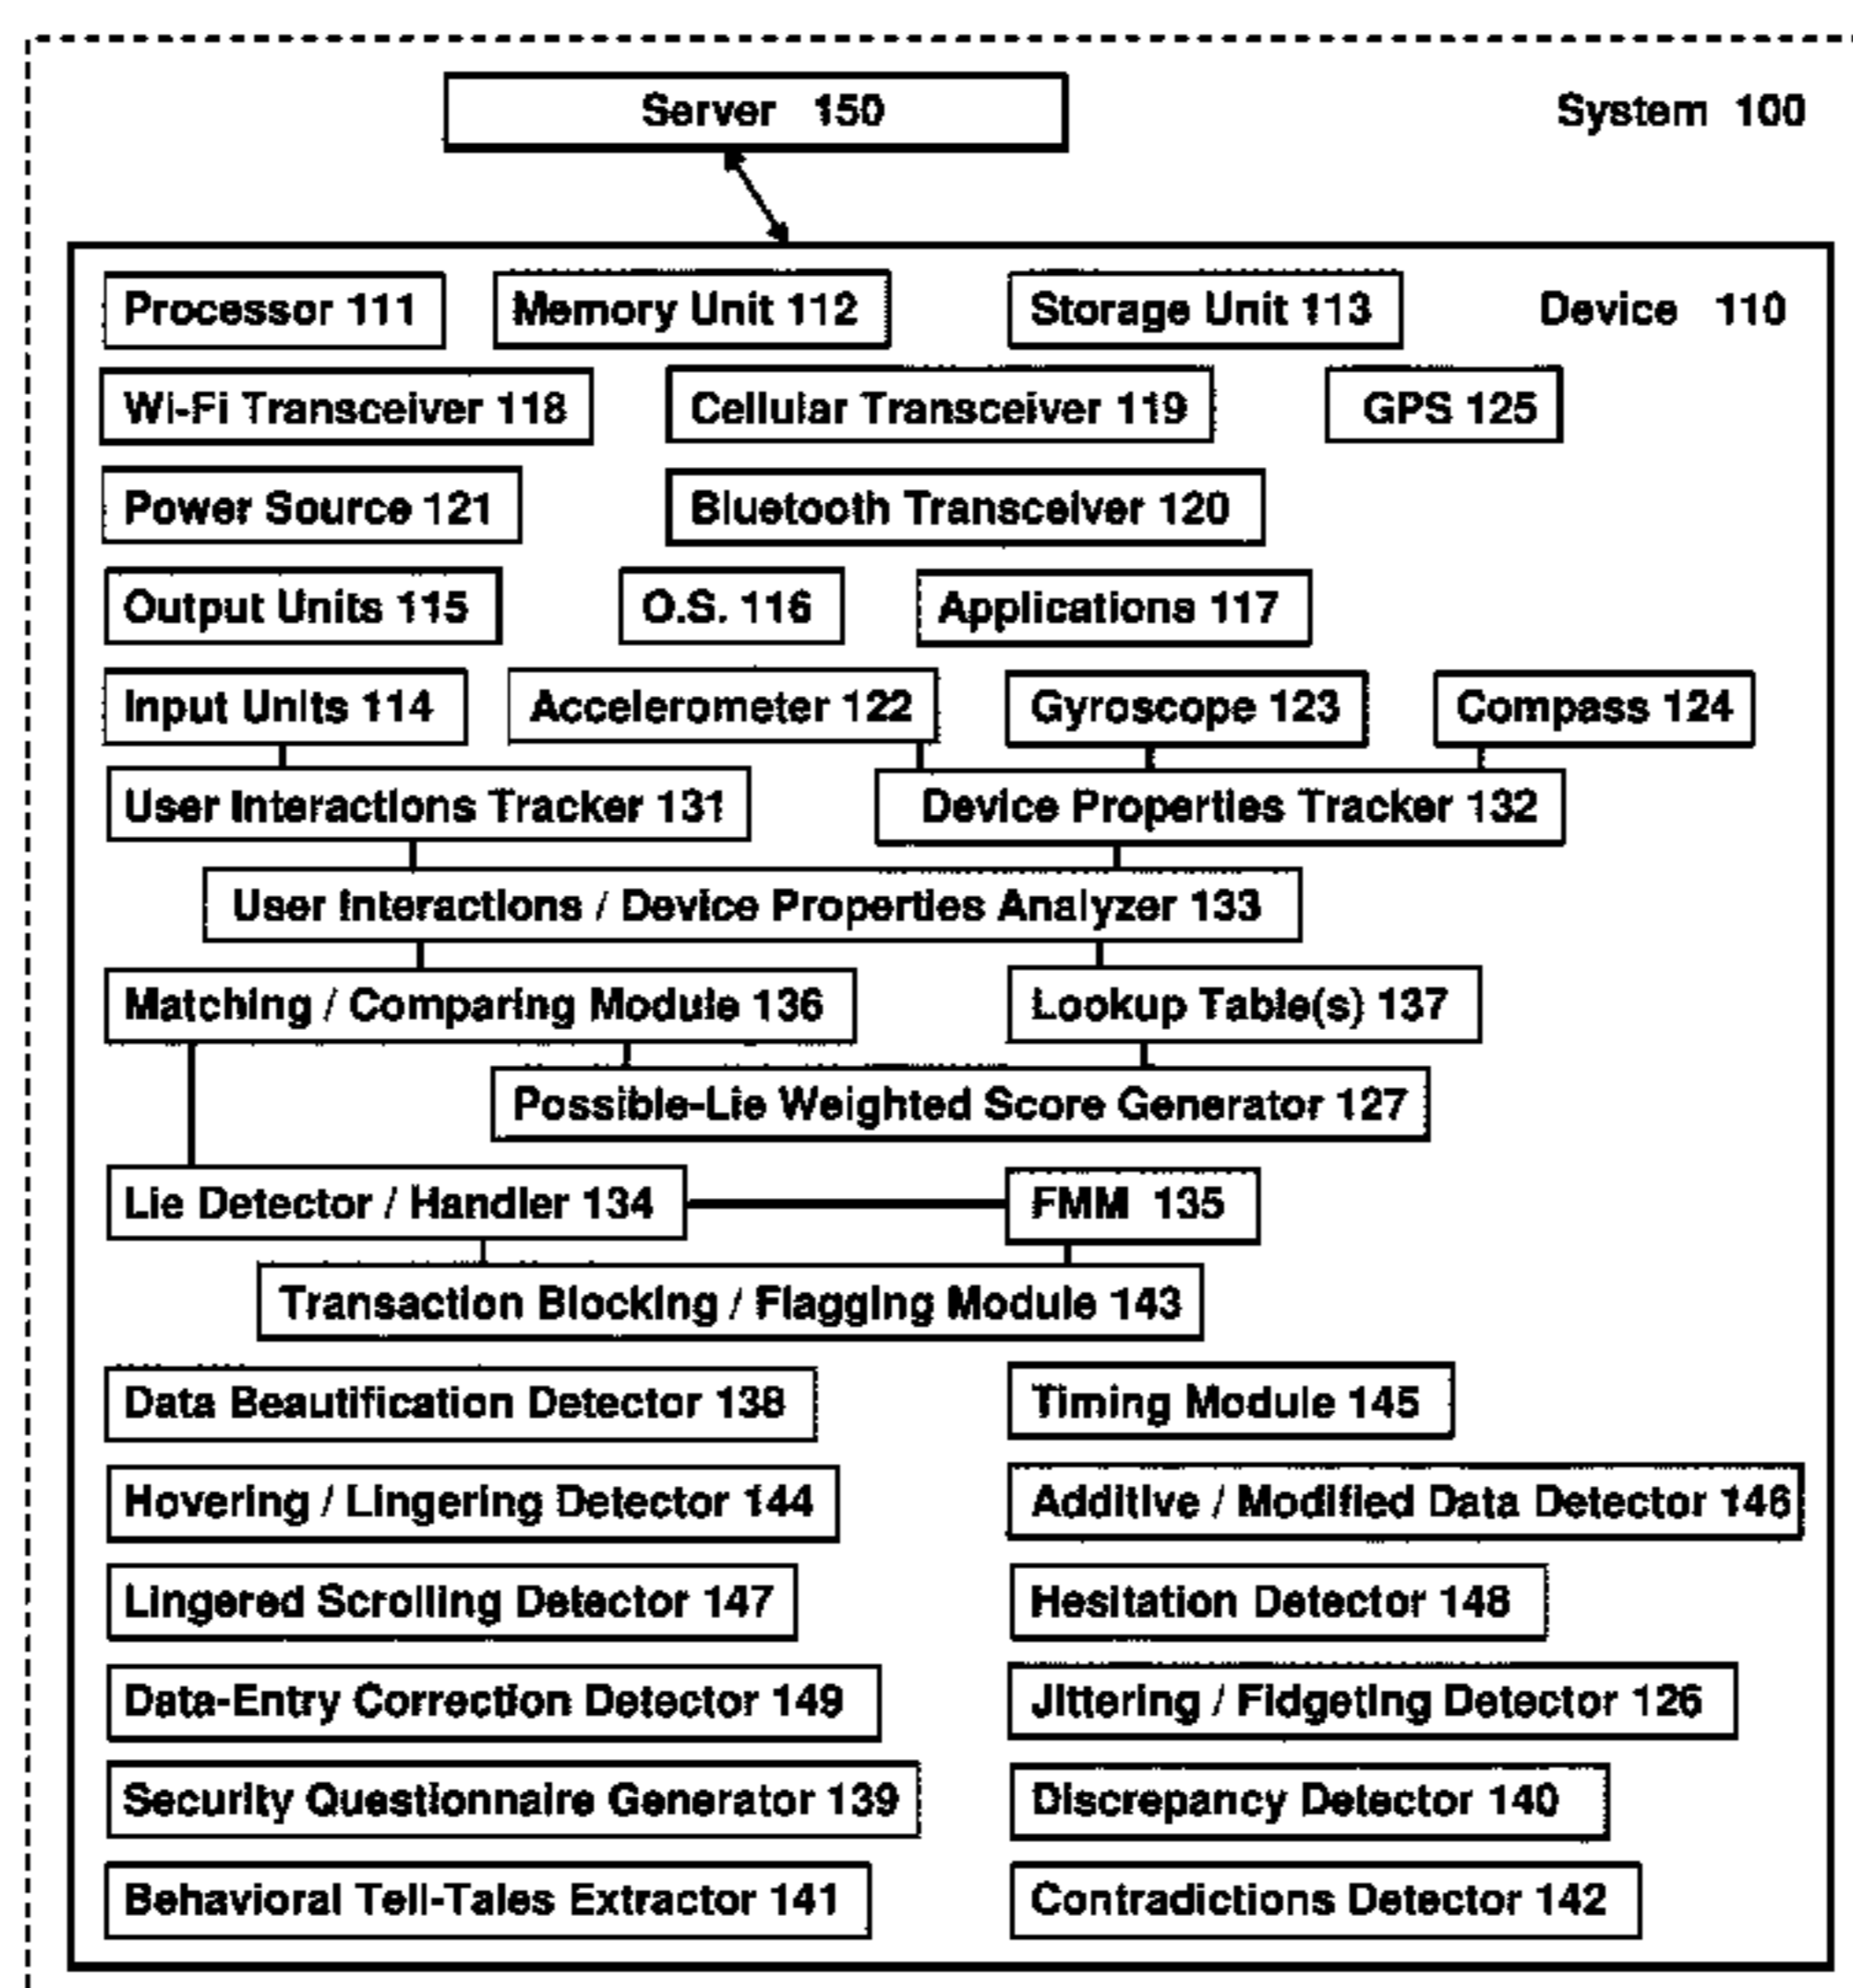 Server 150
System 100
Processor 111 Memory Unit 112 Storage Unit 113 Device 110
Wi-Fi Transceiver 118 Cellular Transceiver 119 GPS 125
Power Source 121 Bluetooth Transceiver 120
Output Units 115 O.S. 116 Applications 117
Input Units 114 Accelerometer 122 Gyroscope 123 Compass 124
User Interactions Tracker 131 Device Properties Tracker 132
User Interactions / Device Properties Analyzer 133
Matching / Comparing Module 136 Lookup Table(s) 137
Possible-Lie Weighted Score Generator 127
Lie Detector / Handler 134 FMM 135
Transaction Blocking / Flagging Module 143
Data Beautification Detector 138 Timing Module 145
Hovering / Lingering Detector 144 Additive / Modified Data Detector 146
Lingered Scrolling Detector 147 Hesitation Detector 148
Data-Entry Correction Detector 149 Jittering / Fidgeting Detector 126
Security Questionnaire Generator 139 Discrepancy Detector 140
Behavioral Tell-Tales Extractor 141 Contradictions Detector 142